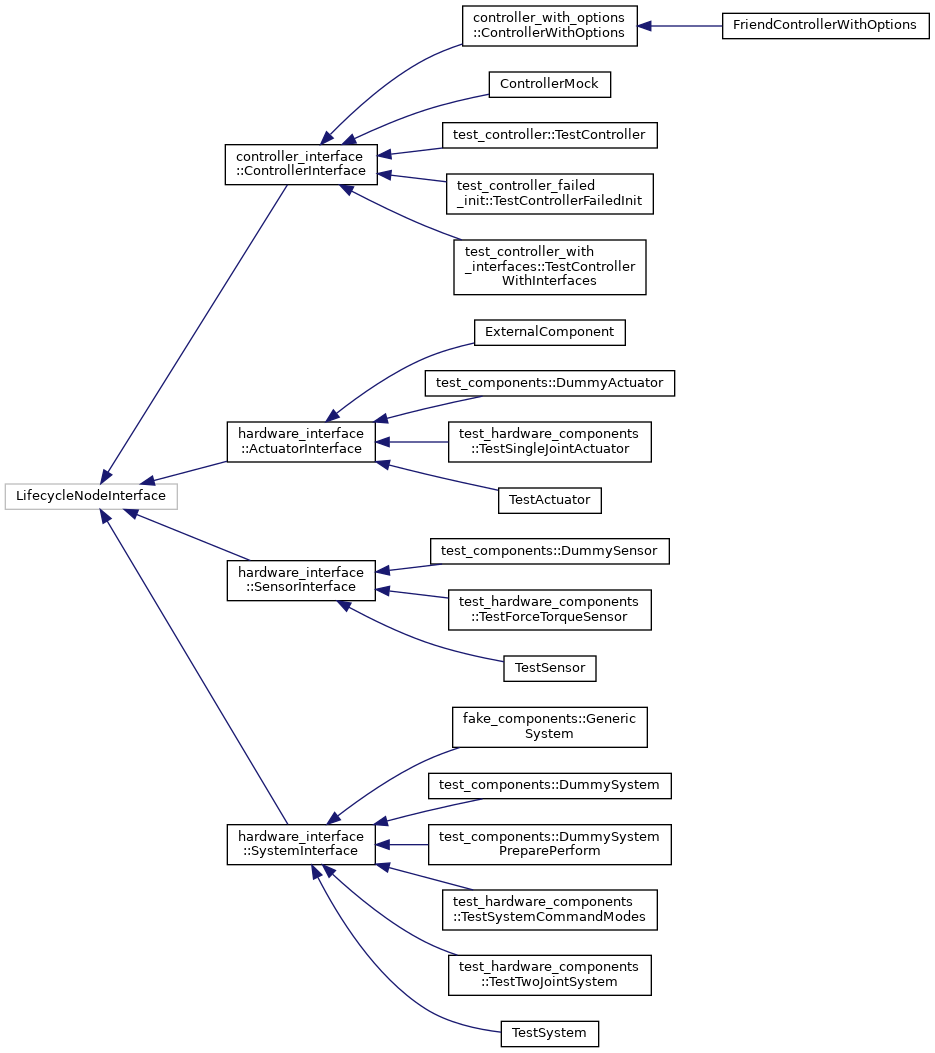 controller_with_options
::ControllerWithOptions
FriendControllerWithOptions
ControllerMock
test_controller::TestController
controller_interface
::ControllerInterface
test_controller_failed
_init::TestControllerFailedInit
test_controller_with
_interfaces::TestController
WithInterfaces
ExternalComponent
test_components::DummyActuator
hardware_interface
::ActuatorInterface
test_hardware_components
::TestSingleJointActuator
TestActuator
LifecycleNodeInterface
test_components::DummySensor
hardware_interface
::SensorInterface
test_hardware_components
::TestForceTorqueSensor
TestSensor
fake_components::Generic
System
test_components::DummySystem
hardware_interface
::SystemInterface
test_components::DummySystem
PreparePerform
test_hardware_components
::TestSystemCommandModes
test_hardware_components
::TestTwoJointSystem
TestSystem